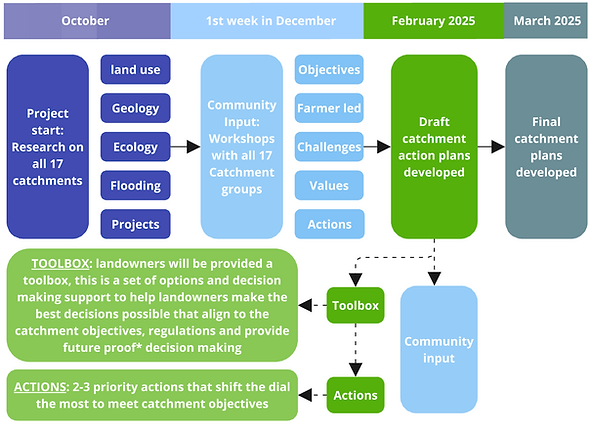 October
1st week in December
February 2025
March 2025
Project
start:
Research on
all 17
catchments
land use
Geology
Ecology
Flooding
Projects
Community
Input:
Workshops
with all 17
Catchment
groups
Objectives
Farmer led
Challenges
Values
Actions
Draft
catchment
action plans
developed
Final
catchment
plans
developed
TOOLBOX: landowners will be provided a
toolbox, this is a set of options and decision
making support to help landowners make the
best decisions possible that align to the
catchment objectives, regulations and provide
future proof* decision making
Toolbox
Community
input
ACTIONS: 2-3 priority actions that shift the dial
the most to meet catchment objectives
Actions